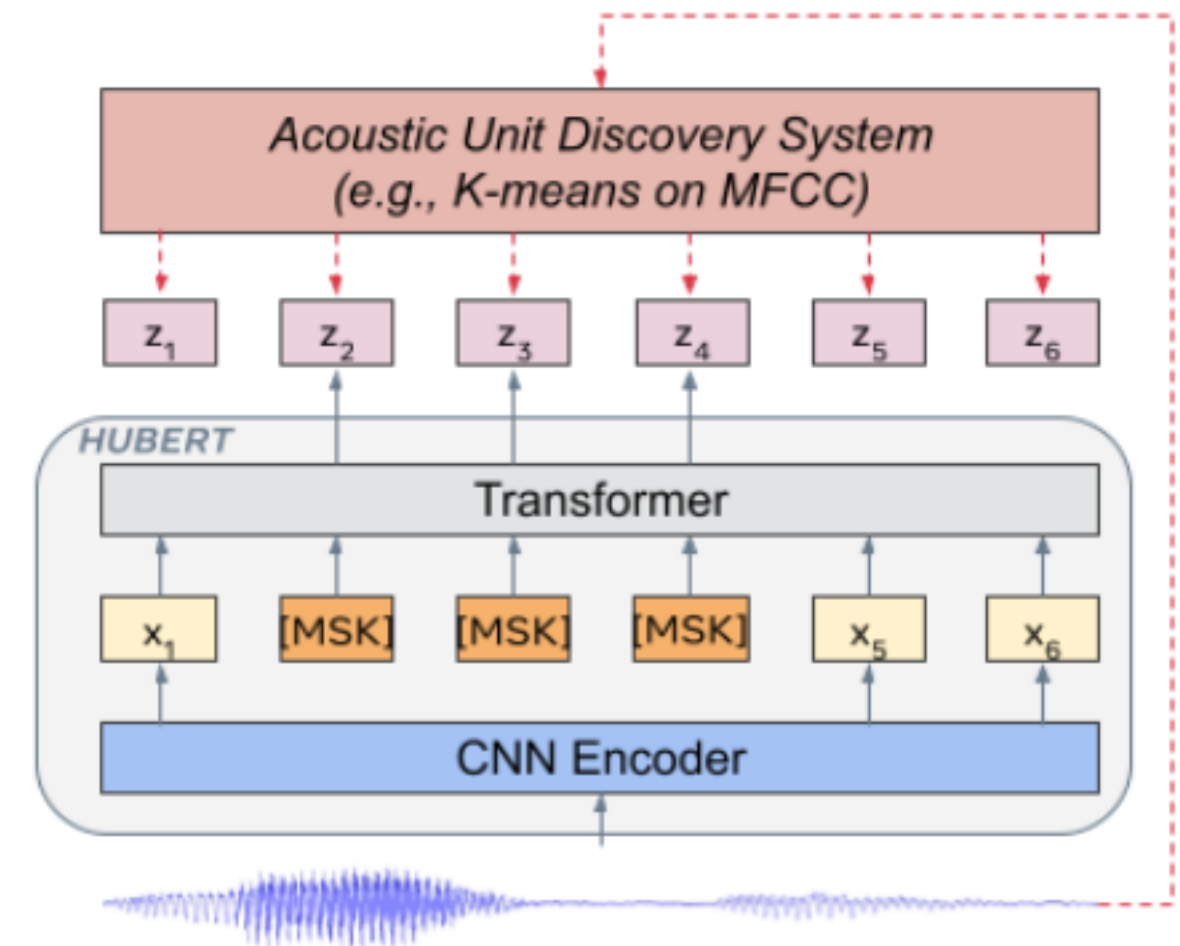 Acoustic Unit Discovery System
(e.g., K-means on MFCC)
z₁ z₂ z₃ z₄ z₅ z₆
HUBERT
Transformer
x₁ [MSK] [MSK] [MSK] x₅ x₆
CNN Encoder